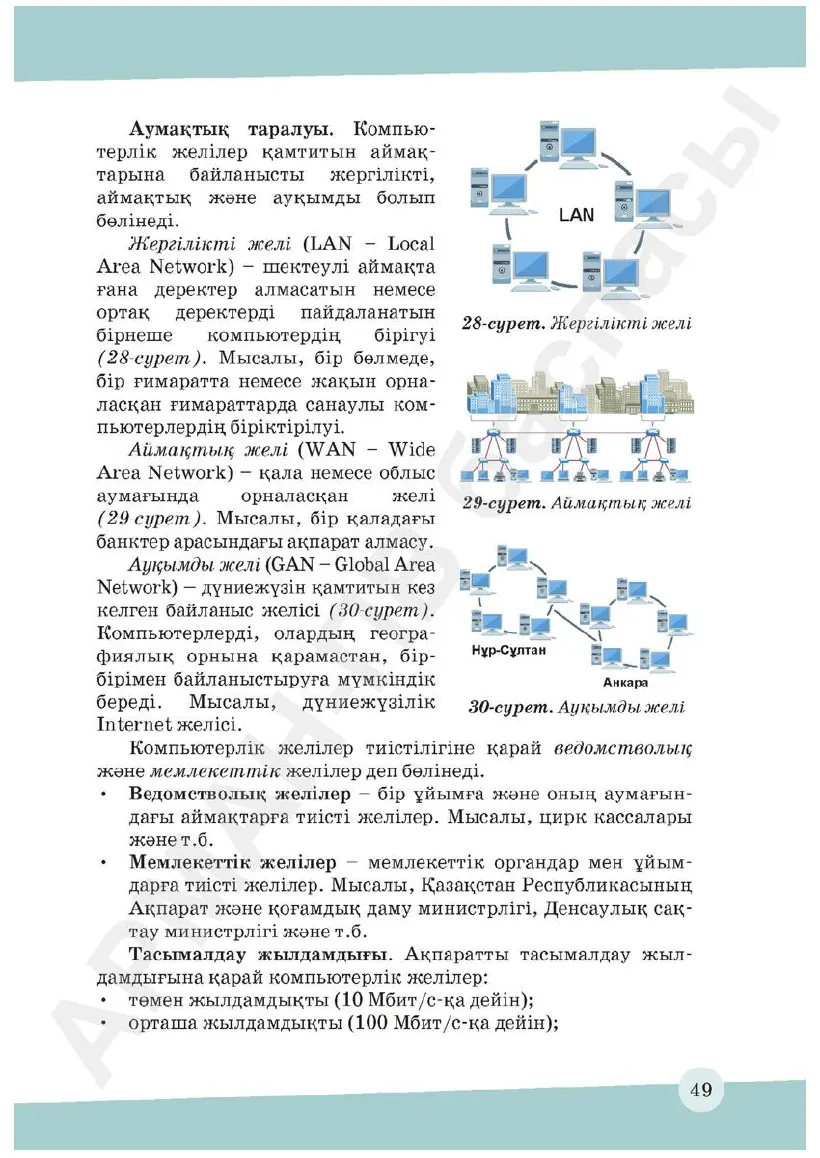 Аумақтық таралуы. Компью-
терлік желілер қамтитын аймақ-
тарына байланысты жергілікті,
аймақтық және ауқымды болып
бөлінеді.
Жергілікті желі (LAN – Local
Area Network) – шектеулі аймақта
ғана деректер алмасатын немесе
ортақ деректерді пайдаланатын
бірнеше компьютердің бірігуі
(28-сурет). Мысалы, бір бөлмеде,
бір ғимаратта немесе жақын орна-
ласқан ғимараттарда санаулы ком-
пьютерлердің біріктірілуі.
Аймақтық желі (WAN – Wide
Area Network) – қала немесе облыс
аумағында орналасқан желі
(29 сурет). Мысалы, бір қаладағы
банктер арасындағы ақпарат алмасу.
Ауқымды желі (GAN – Global Area
Network) – дүниежүзін қамтитын кез
келген байланыс желісі (30-сурет).
Компьютерлерді, олардың геогра-
фиялық орнына қарамастан, бір-
бірімен байланыстыруға мүмкіндік
береді. Мысалы, дүниежүзілік
Internet желісі.
LAN
28-сурет. Жергілікті желі
29-сурет. Аймақтық желі
Нұр-Сұлтан
Анкара
30-сурет. Ауқымды желі
Компьютерлік желілер тиістілігіне қарай ведомстволық
және мемлекеттік желілер деп бөлінеді.
• Ведомстволық желілер – бір ұйымға және оның аумағын-
дағы аймақтарға тиісті желілер. Мысалы, цирк кассалары
және т.б.
• Мемлекеттік желілер – мемлекеттік органдар мен ұйым-
дарға тиісті желілер. Мысалы, Қазақстан Республикасының
Ақпарат және қоғамдық даму министрлігі, Денсаулық сақ-
тау министрлігі және т.б.
Тасымалдау жылдамдығы. Ақпаратты тасымалдау жыл-
дамдығына қарай компьютерлік желілер:
• төмен жылдамдықты (10 Мбит/с-қа дейін);
• орташа жылдамдықты (100 Мбит/с-қа дейін);
49
АРМАН-ПВ баспасы